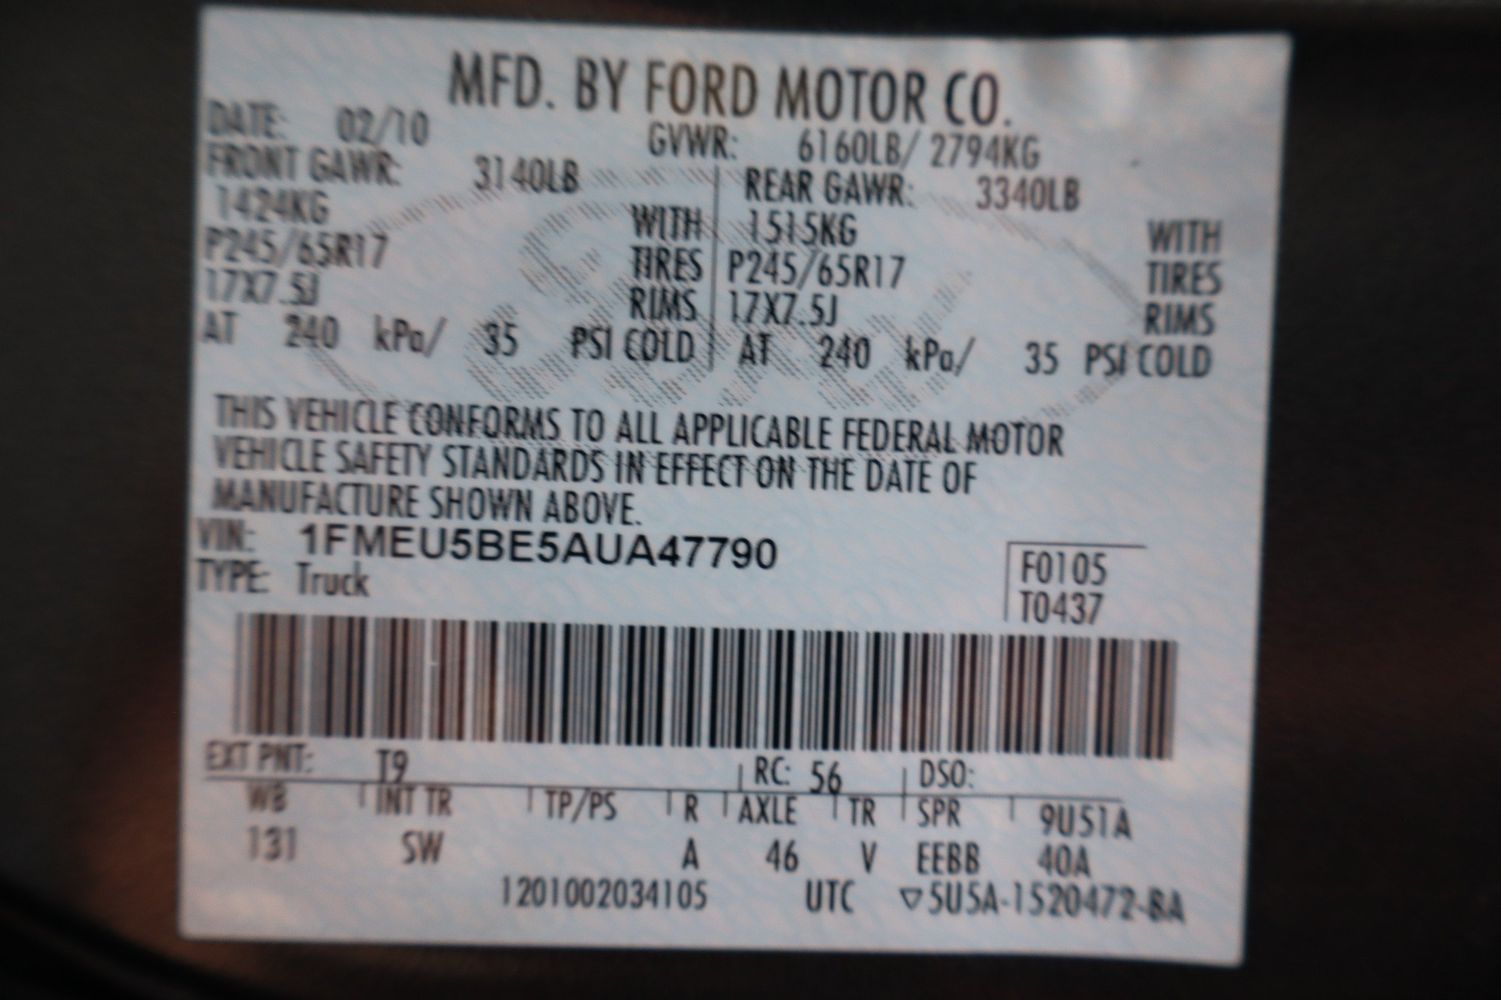 MFD. BY FORD MOTOR CO.
DATE: 02/10 GVWR: 6160LB/ 2794KG
FRONT GAWR: 3140LB REAR GAWR: 3340LB
1424KG WITH 1515KG WITH
P245/65R17 TIRES P245/65R17 TIRES
17X7.5J RIMS 17X7.5J RIMS
AT 240 kPa/ 35 PSI COLD AT 240 kPa/ 35 PSI COLD
THIS VEHICLE CONFORMS TO ALL APPLICABLE FEDERAL MOTOR
VEHICLE SAFETY STANDARDS IN EFFECT ON THE DATE OF
MANUFACTURE SHOWN ABOVE.
VIN: 1FMEU5BE5AUA47790
TYPE: Truck
F0105
T0437
EXT PNT: T9 RC: 56 DSO:
WB INT TR TP/PS R AXLE TR SPR 9U51A
131 SW A 46 V EEBB 40A
1201002034105 UTC ▽5U5A-1520472-BA